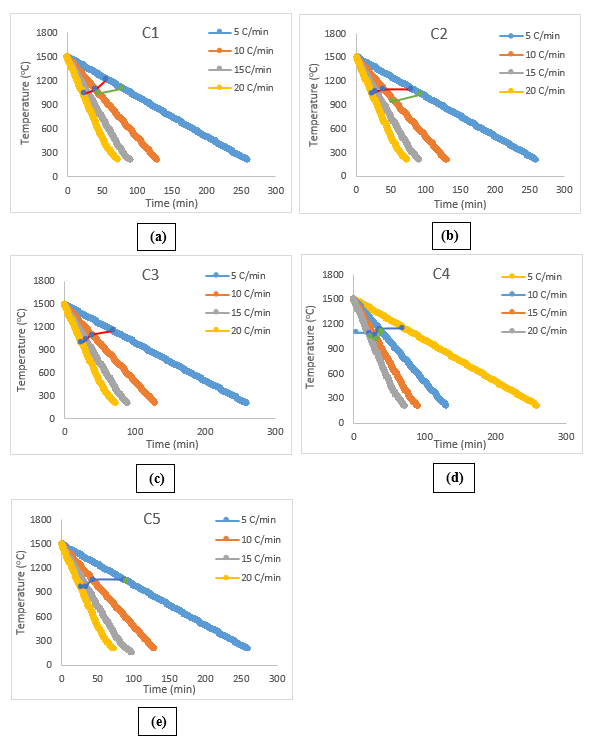 C1
5 C/min
10 C/min
15C/min
20 C/min
Temperature (°C)
1800
1500
1200
900
600
300
0
0 50 100 150 200 250 300
Time (min)
(a)
C2
5 C/min
10 C/min
15 C/min
20 C/min
Temperature (°C)
1800
1500
1200
900
600
300
0
0 50 100 150 200 250 300
Time (min)
(b)
C3
5 C/min
10 C/min
15 C/min
20 C/min
Temperature (°C)
1800
1500
1200
900
600
300
0
0 100 200 300
Time (min)
(c)
C4
5 C/min
10 C/min
15 C/min
20 C/min
Temperature (°C)
1800
1500
1200
900
600
300
0
0 100 200 300
Time (min)
(d)
C5
5 C/min
10 C/min
15 C/min
20 C/min
Temperature (°C)
1800
1500
1200
900
600
300
0
0 50 100 150 200 250 300
Time (min)
(e)